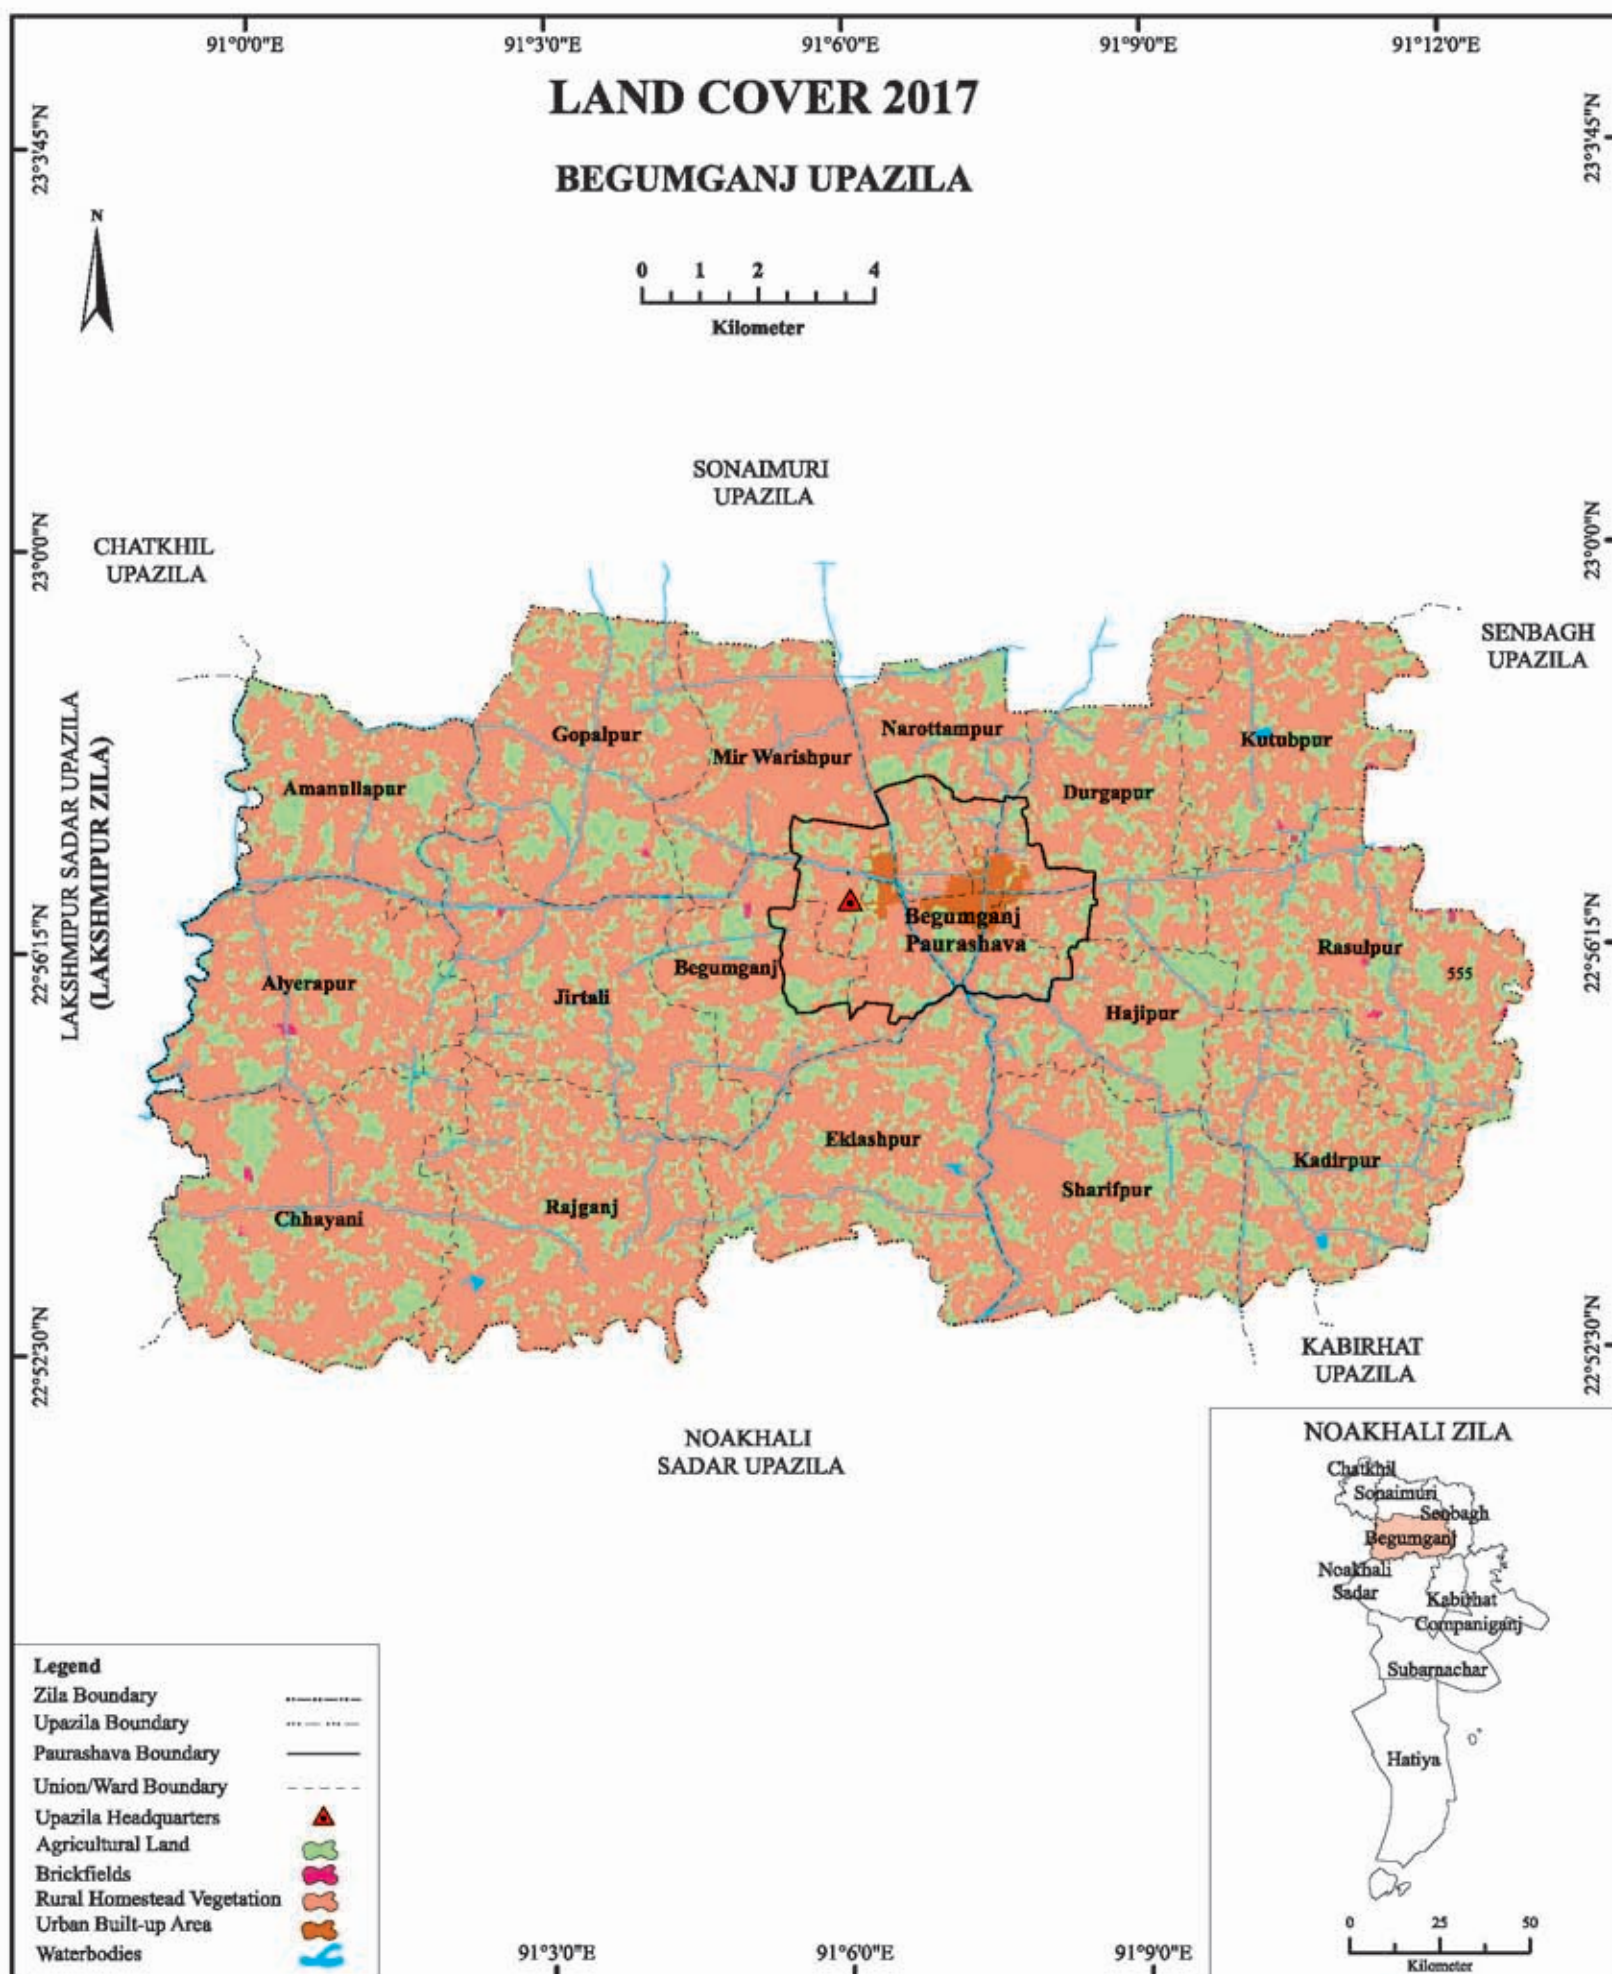 91°0'0"E 91°3'0"E 91°6'0"E 91°9'0"E 91°12'0"E
LAND COVER 2017
BEGUMGANJ UPAZILA
23°3'45"N
23°3'45"N
N
0 1 2 4
Kilometer
SONAIMURI
UPAZILA
CHATKHIL
UPAZILA
23°0'0"N
23°0'0"N
SENBAGH
UPAZILA
LAKSHMIPUR SADAR UPAZILA
(LAKSHMIPUR ZILA)
Gopalpur
Narottampur
Mir Warishpur
Kutubpur
Amanullapur
Durgapur
Begumganj
Paurashava
22°56'15"N
22°56'15"N
Rasulpur
555
Begumganj
Alyerapur
Jirtali
Hajipur
Eklashpur
Kadirpur
Sharifpur
Rajganj
Chhayani
22°52'30"N
22°52'30"N
KABIRHAT
UPAZILA
NOAKHALI
SADAR UPAZILA
NOAKHALI ZILA
Chatkhil
Sonaimuri
Senbagh
Begumganj
Noakhali
Sadar
Kabirhat
Companiganj
Subarnachar
Hatiya
0 25 50
Kilometer
Legend
Zila Boundary
Upazila Boundary
Paurashava Boundary
Union/Ward Boundary
Upazila Headquarters
Agricultural Land
Brickfields
Rural Homestead Vegetation
Urban Built-up Area
Waterbodies
91°3'0"E 91°6'0"E 91°9'0"E